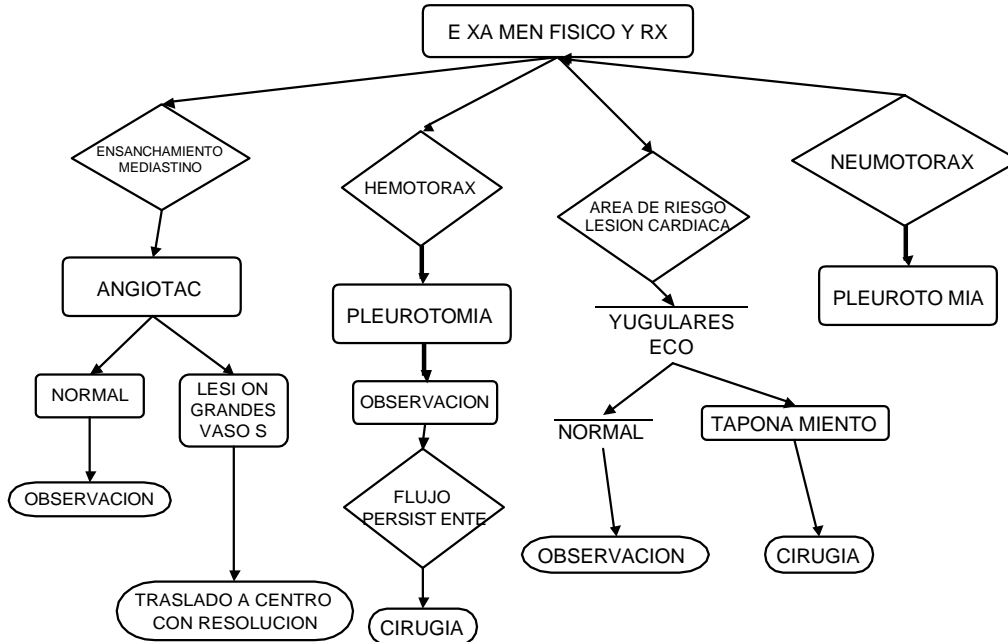 E XA MEN FISICO Y RX
ENSANCHAMIENTO
MEDIASTINO
HEMOTORAX
AREA DE RIESGO
LESION CARDIACA
NEUMOTORAX
ANGIOTAC
PLEUROTOMIA
YUGULARES
ECO
PLEUROTO MIA
NORMAL
LESI ON
GRANDES
VASO S
OBSERVACION
NORMAL
TAPONA MIENTO
OBSERVACION
FLUJO
PERSIST ENTE
OBSERVACION
CIRUGIA
TRASLADO A CENTRO
CON RESOLUCION
CIRUGIA